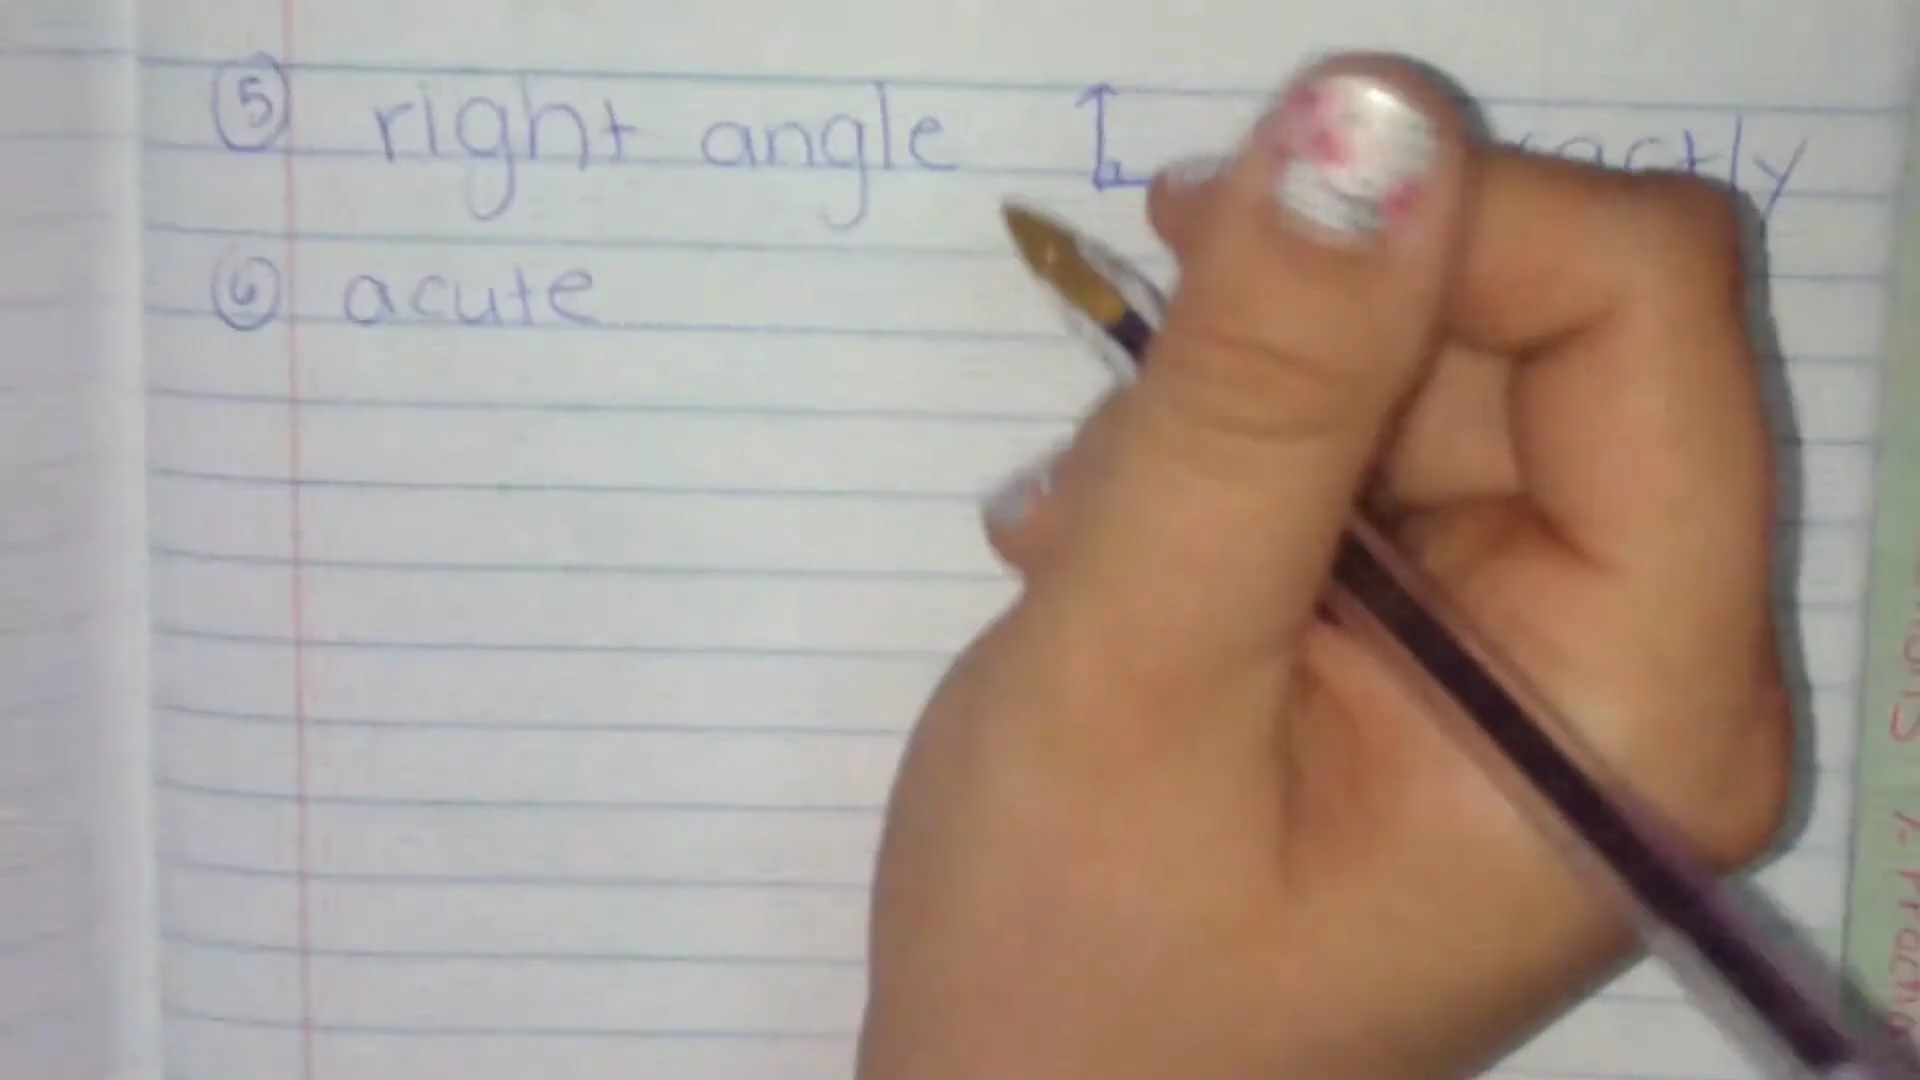 ⑤ right angle
⑥ acute